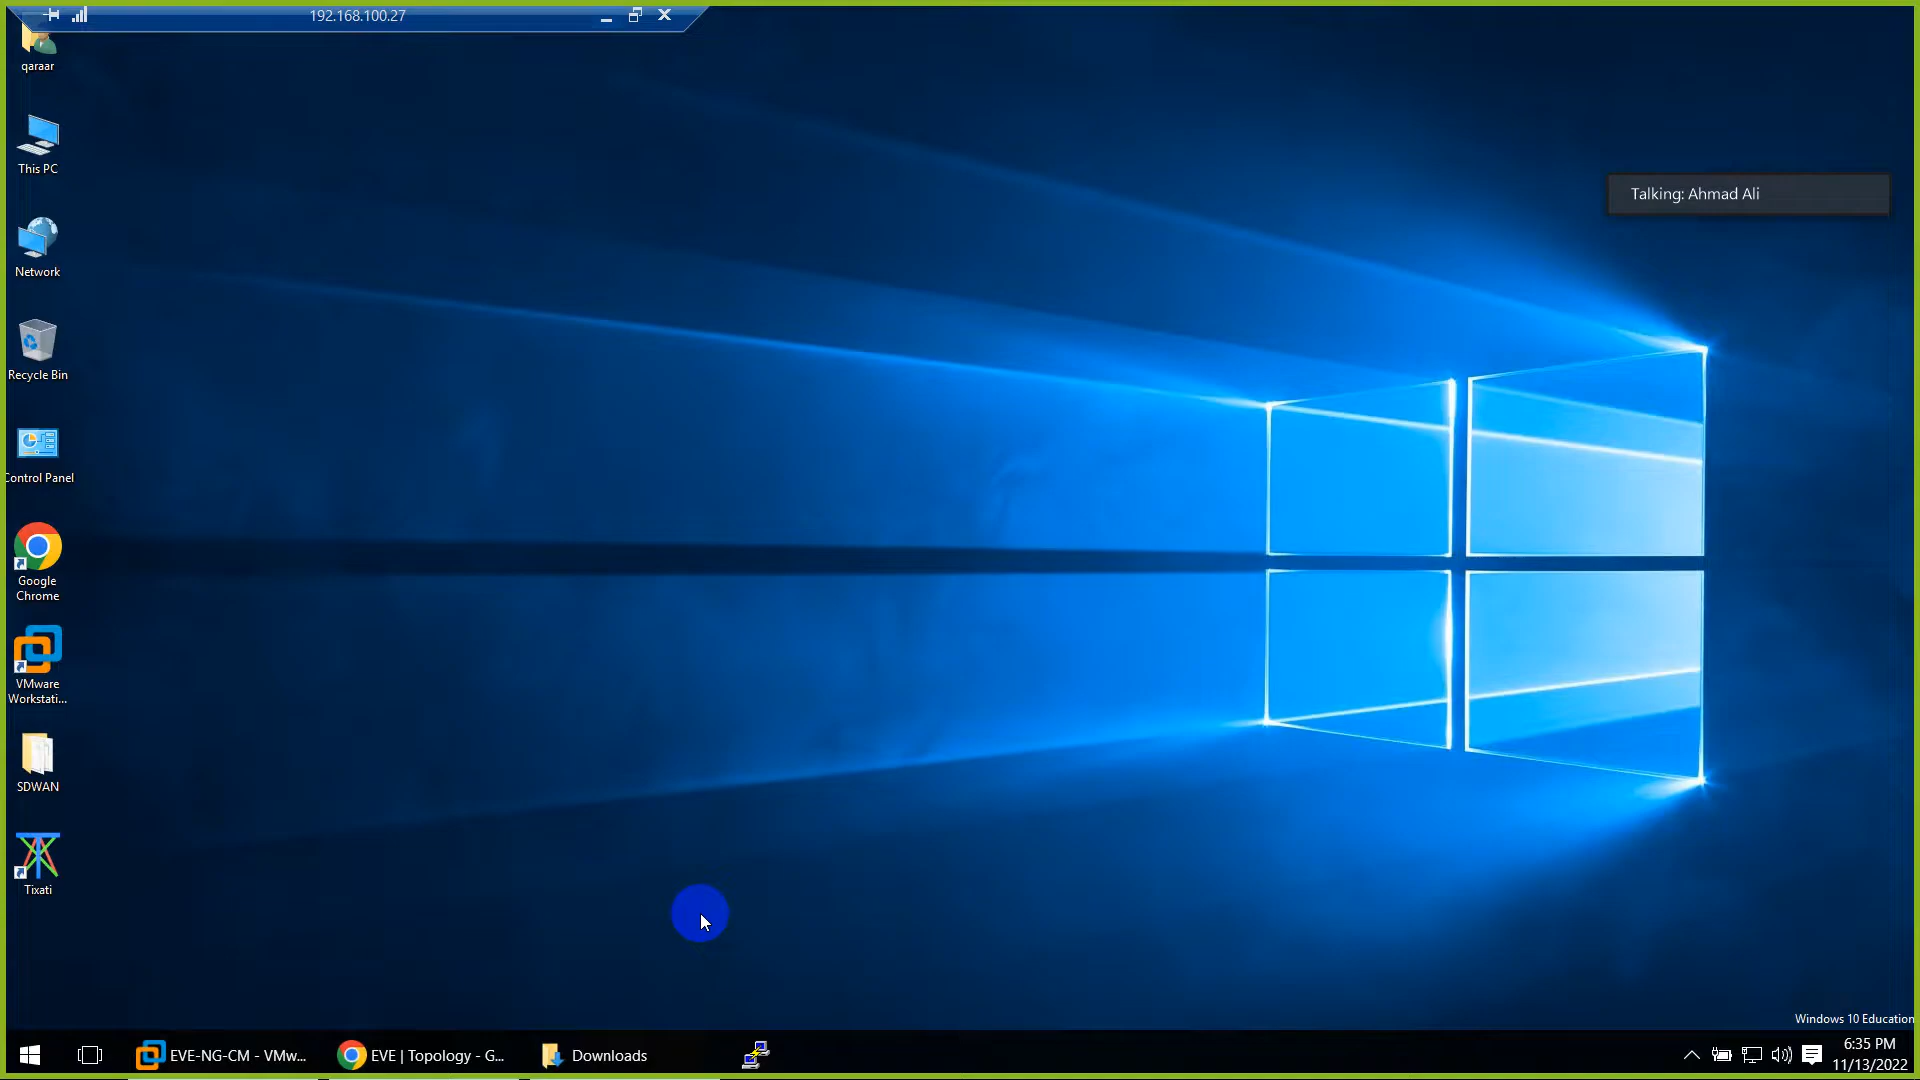 192.168.100.27
qaraar
This PC
Talking: Ahmad Ali
Network
Recycle Bin
Control Panel
Google
Chrome
VMware
Workstati...
SDWAN
Tixati
Windows 10 Education
EVE-NG-CM - VMw...
EVE | Topology - G...
Downloads
6:35 PM
11/13/2022